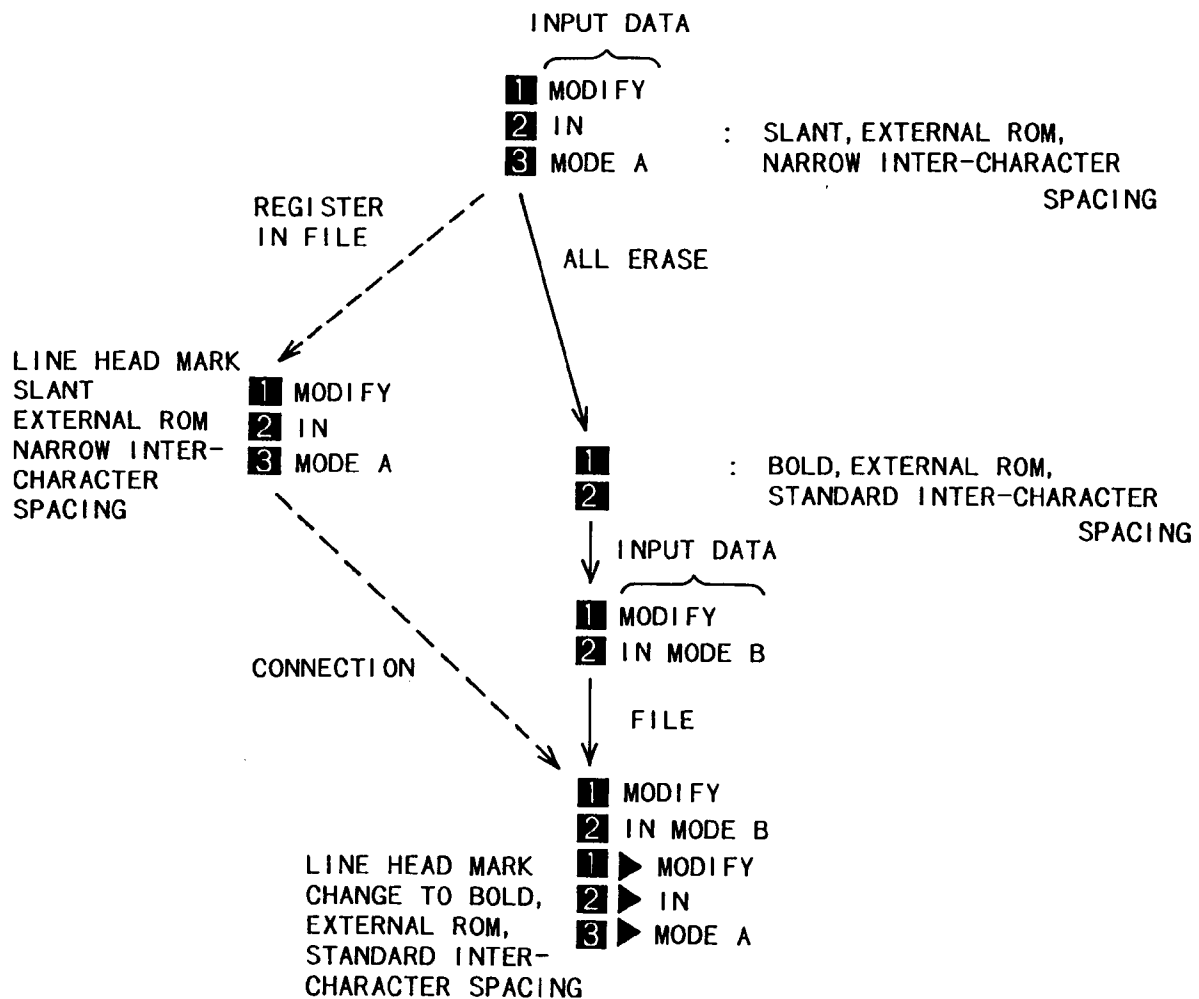 INPUT DATA
1 MODIFY
2 IN
3 MODE A
: SLANT, EXTERNAL ROM,
NARROW INTER-CHARACTER
SPACING
REGISTER
IN FILE
ALL ERASE
LINE HEAD MARK
SLANT
EXTERNAL ROM
NARROW INTER-
CHARACTER
SPACING
1 MODIFY
2 IN
3 MODE A
1
2
: BOLD, EXTERNAL ROM,
STANDARD INTER-CHARACTER
SPACING
INPUT DATA
1 MODIFY
2 IN MODE B
CONNECTION
FILE
1 MODIFY
2 IN MODE B
1 ▶ MODIFY
2 ▶ IN
3 ▶ MODE A
LINE HEAD MARK
CHANGE TO BOLD,
EXTERNAL ROM,
STANDARD INTER-
CHARACTER SPACING